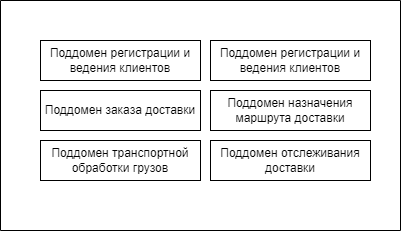 Поддомен регистрации и
ведения клиентов
Поддомен регистрации и
ведения клиентов
Поддомен заказа доставки
Поддомен назначения
маршрута доставки
Поддомен транспортной
обработки грузов
Поддомен отслеживания
доставки